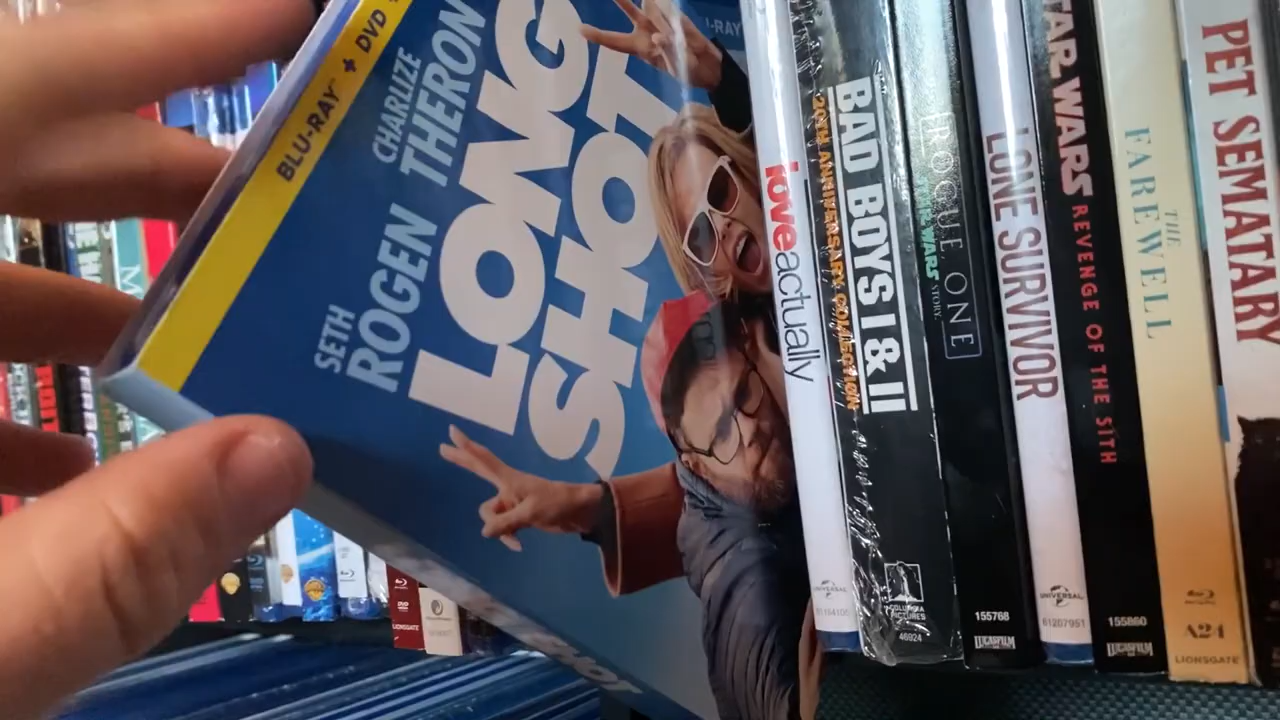 BLU-RAY + DVD +
CHARLIZE
THERON
SETH
ROGEN
LONG
SHOT
loveactually
UNIVERSAL
20TH ANNIVERSARY COLLECTION
BAD BOYS I & II
COLUMBIA
PICTURES
46924
ROGUE ONE
A STAR WARS STORY
155768
LUCASFILM
LONE SURVIVOR
UNIVERSAL
61207951
STAR WARS REVENGE OF THE SITH
155860
LUCASFILM
THE
FAREWELL
A24
LIONSGATE
PET SEMATARY
LIONSGATE